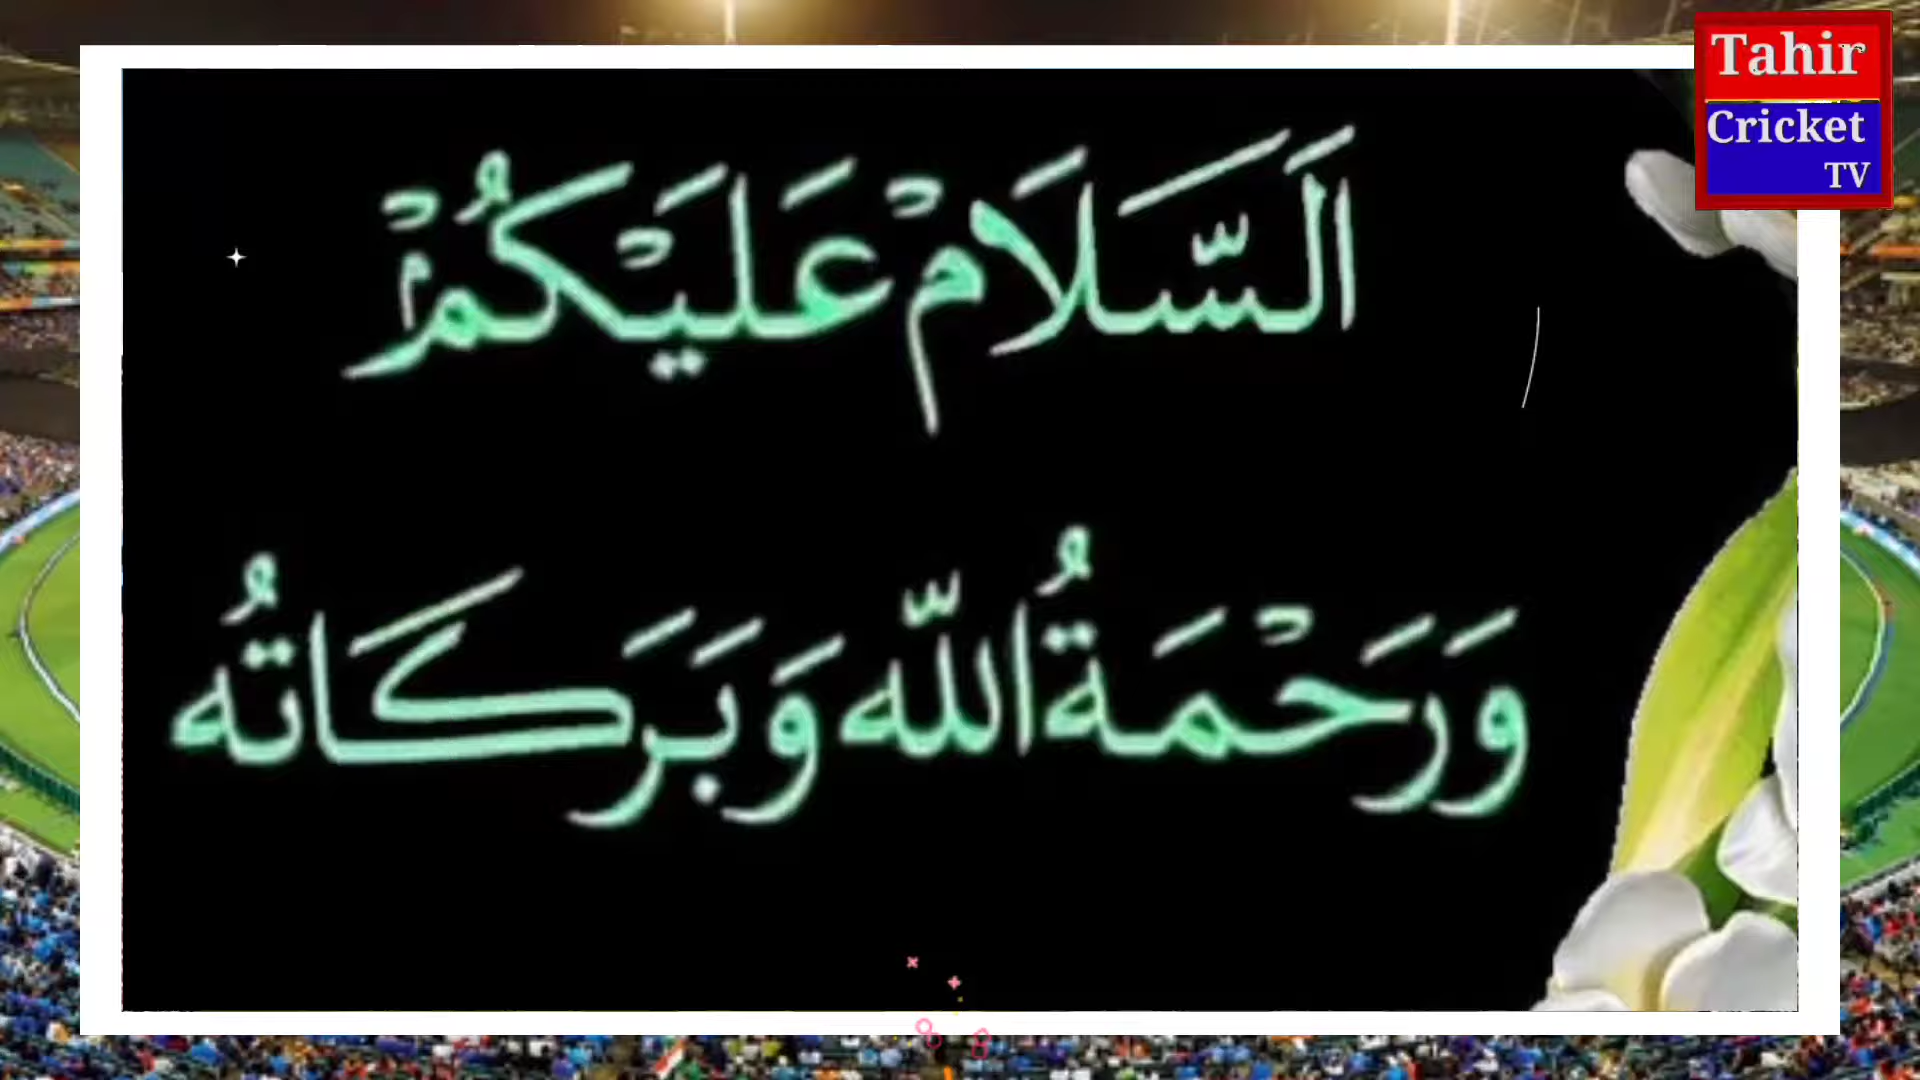 Tahir
Cricket
TV
اَلسَّلَامْ عَلَيْكُمْ
وَرَحْمَةُ اللّٰه وَبَرَكَاتُه